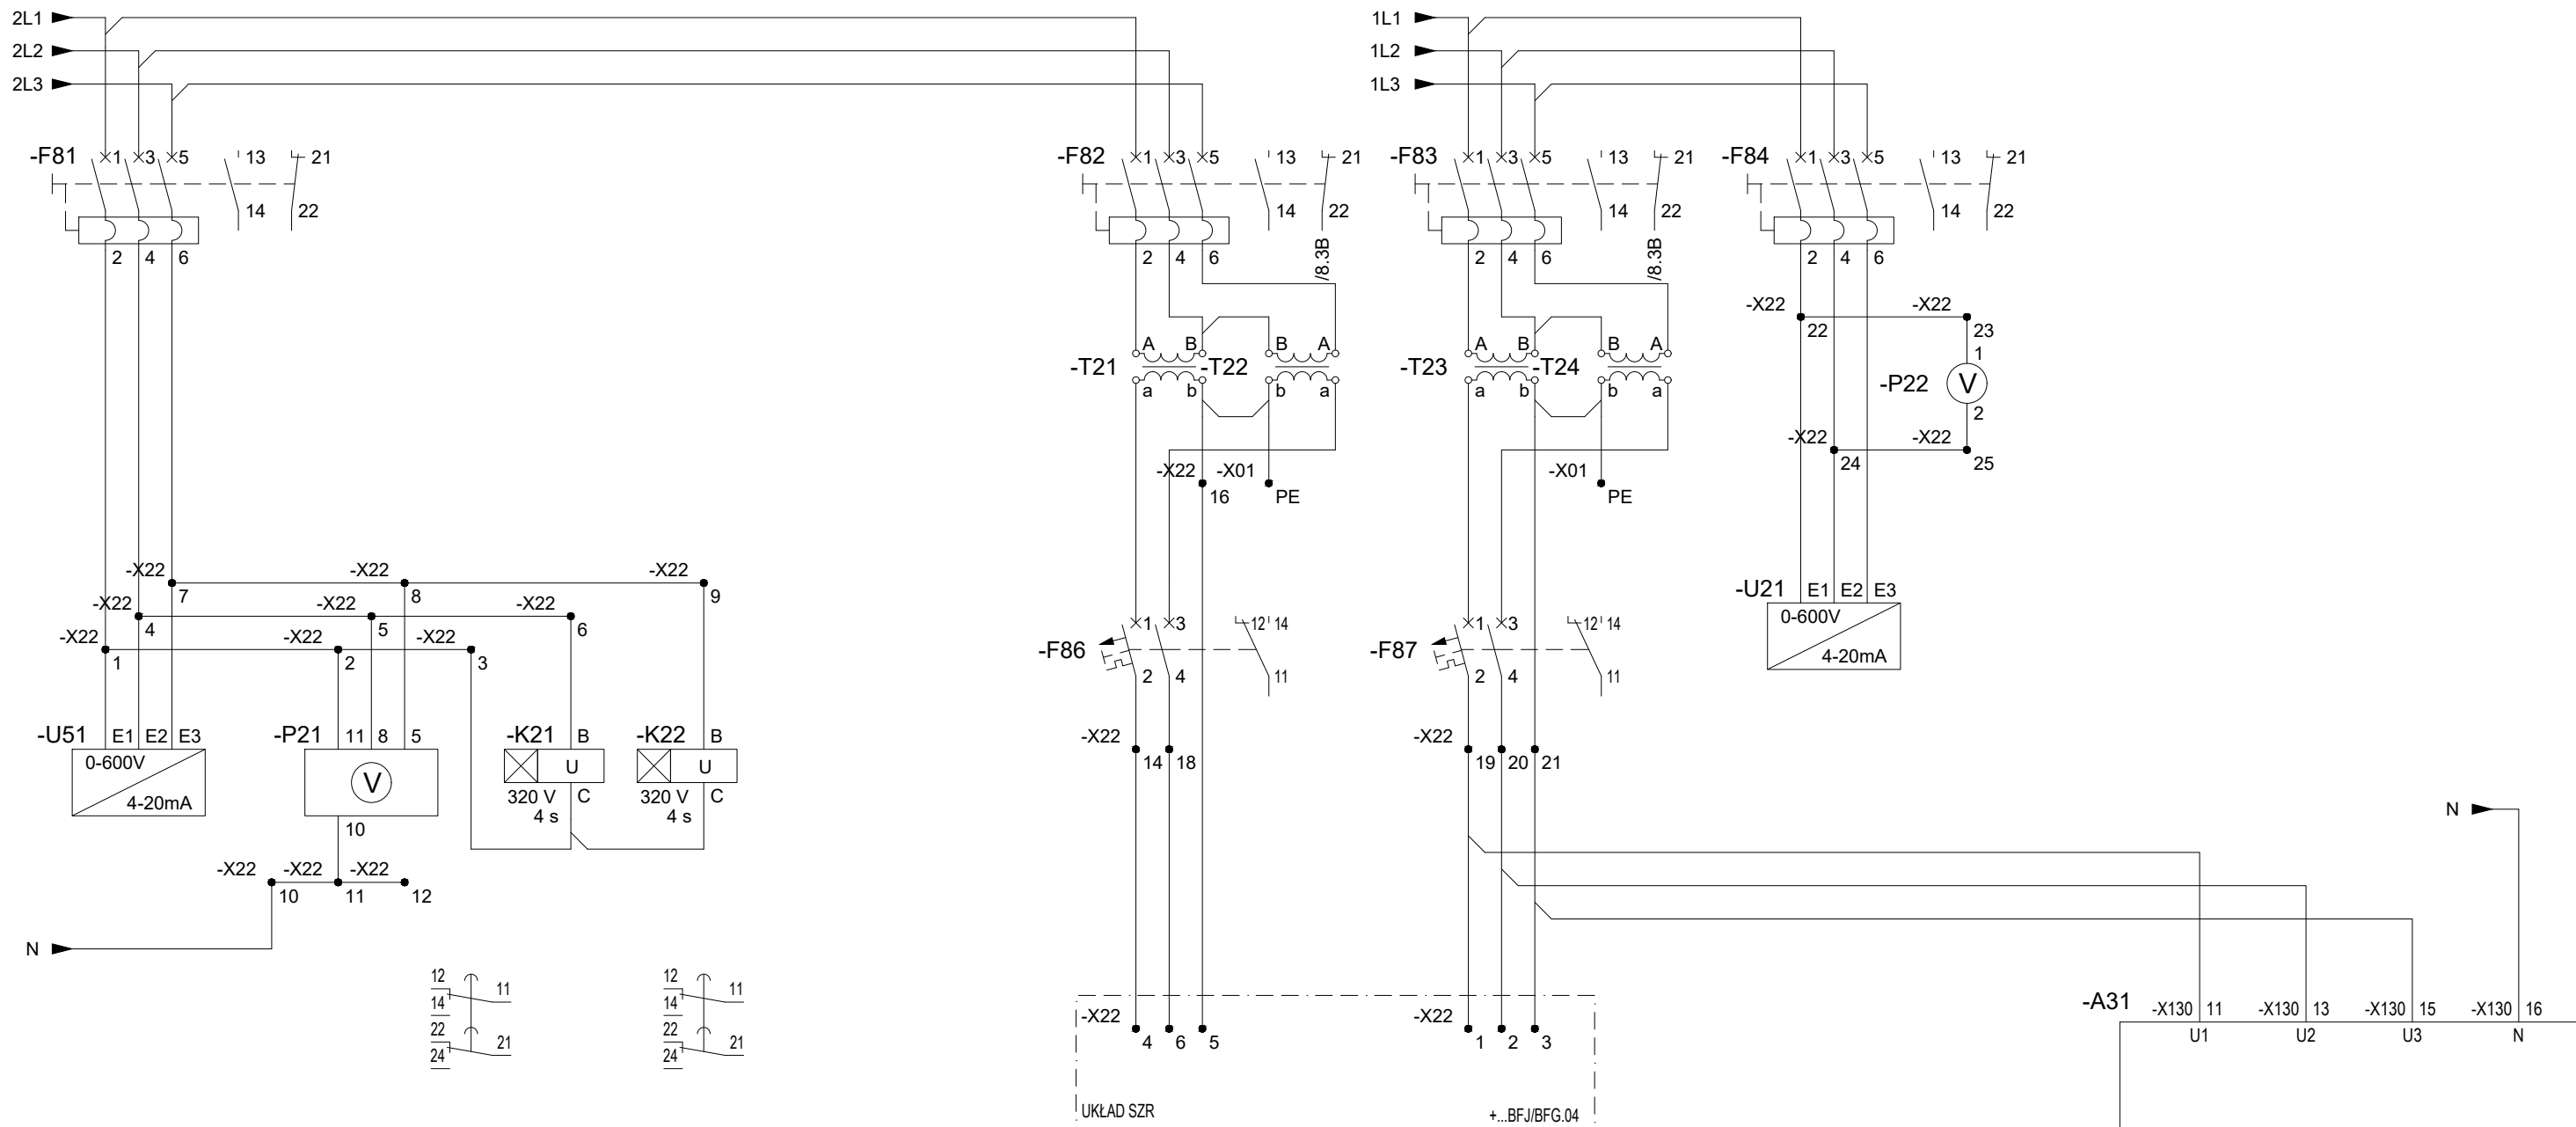 2L1 1L1
2L2 1L2
2L3 1L3
-F81 1 3 5 13 21 -F82 1 3 5 13 21 -F83 1 3 5 13 21 -F84 1 3 5 13 21
14 22 14 22 14 22 14 22
2 4 6 2 4 6 /8.3B 2 4 6 /8.3B 2 4 6
-X22 -X22
22 23
A B B A A B B A 1
-T21 -T22 -T23 -T24 -P22 V
a b b a a b b a 2
-X22 -X22
24 25
-X22 -X01 -X01
16 PE PE
-X22 -X22 -X22
7 8 9 -U21 E1 E2 E3
-X22 -X22 -X22 0-600V
4 5 6 1 3 12 14 1 3 12 14
-X22 -X22 -X22 -F86 -F87 4-20mA
1 2 3 2 4 11 2 4 11
-U51 E1 E2 E3 -P21 11 8 5 -K21 B -K22 B -X22 -X22
0-600V V U U 14 18 19 20 21
4-20mA 320 V C 320 V C N
4 s 4 s
10
-X22 -X22 -X22
10 11 12
N
12 11 12 11
14 14
22 21 22 21
24 24
-A31 -X130 11 -X130 13 -X130 15 -X130 16
-X22 -X22 U1 U2 U3 N
4 6 5 1 2 3
UKŁAD SZR +...BFJ/BFG.04